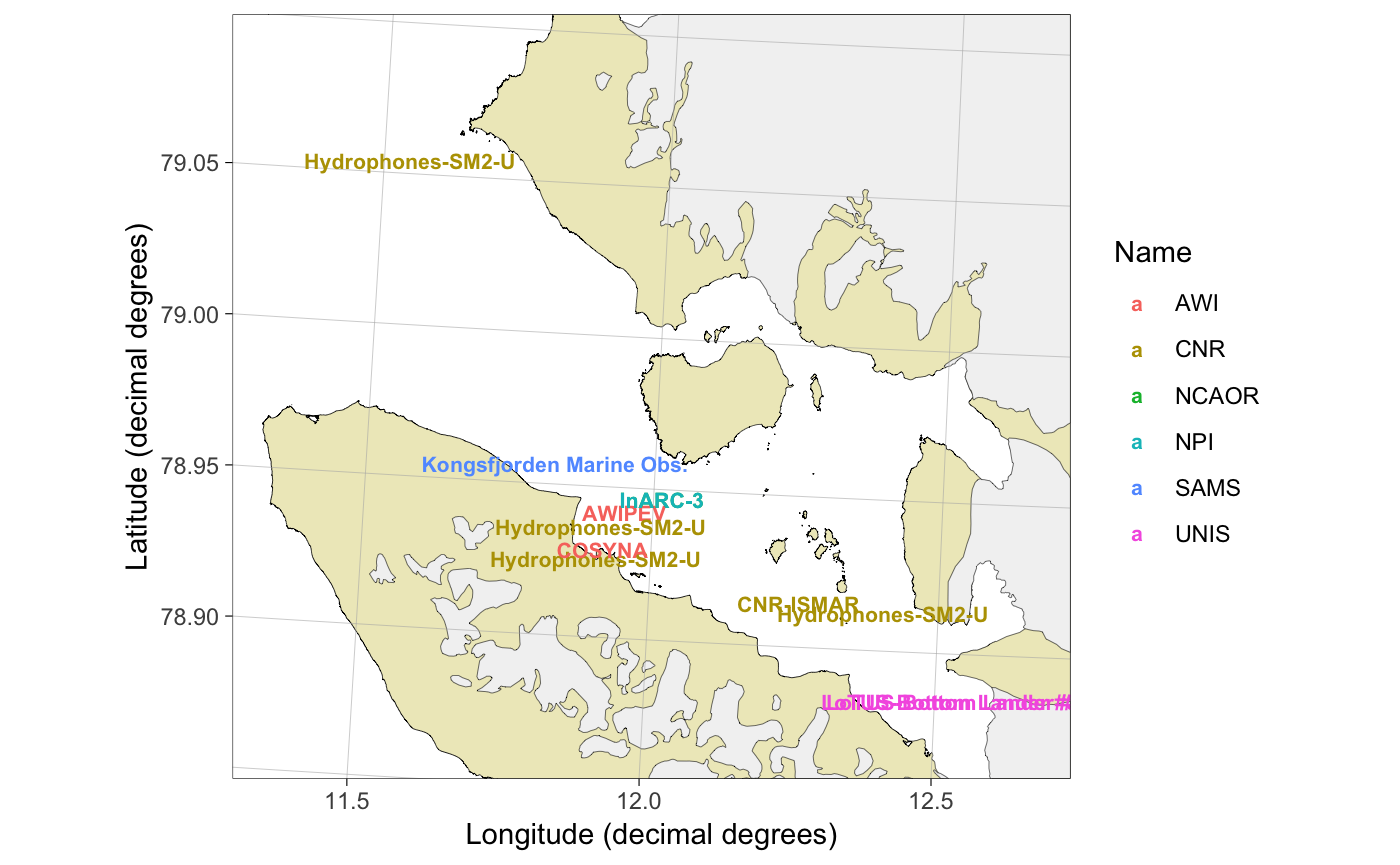 79.05
79.00
78.95
78.90
Latitude (decimal degrees)
Hydrophones-SM2-U
Kongsfjorden Marine Obs.
InARC-3
AWIPEV
Hydrophones-SM2-U
COSYNA
Hydrophones-SM2-U
CNR-ISMAR
Hydrophones-SM2-U
Bottom Lander
11.5
12.0
12.5
Longitude (decimal degrees)
Name
a AWI
a CNR
a NCAOR
a NPI
a SAMS
a UNIS